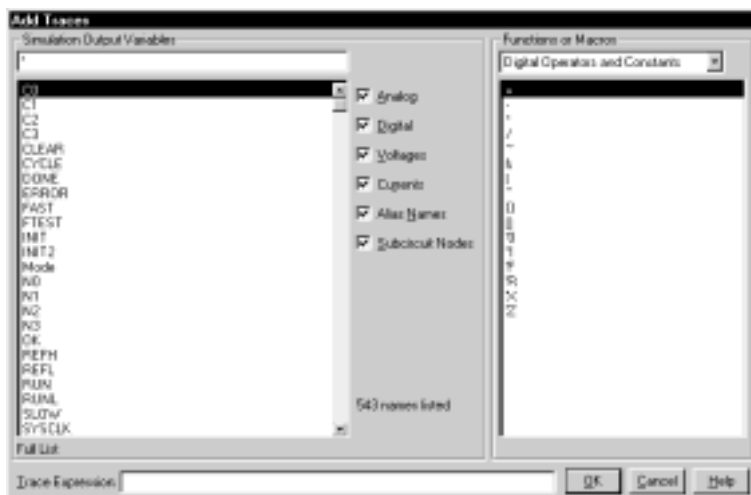 Add Traces
Simulation Output Variables
*
C0
C1
C2
C3
CLEAR
CYCLE
DONE
ERROR
FAST
FTEST
INIT
INIT2
Mode
N0
N1
N2
N3
OK
REFH
REFL
RUN
RUNL
SLOW
SYSCLK
Full List
Analog
Digital
Voltages
Currents
Alias Names
Subcircuit Nodes
543 names listed
Functions or Macros
Digital Operators and Constants
+
-
*
/
~
&
|
^
()
'0
'1
'F
'R
'X
'Z
Trace Expression:
OK
Cancel
Help